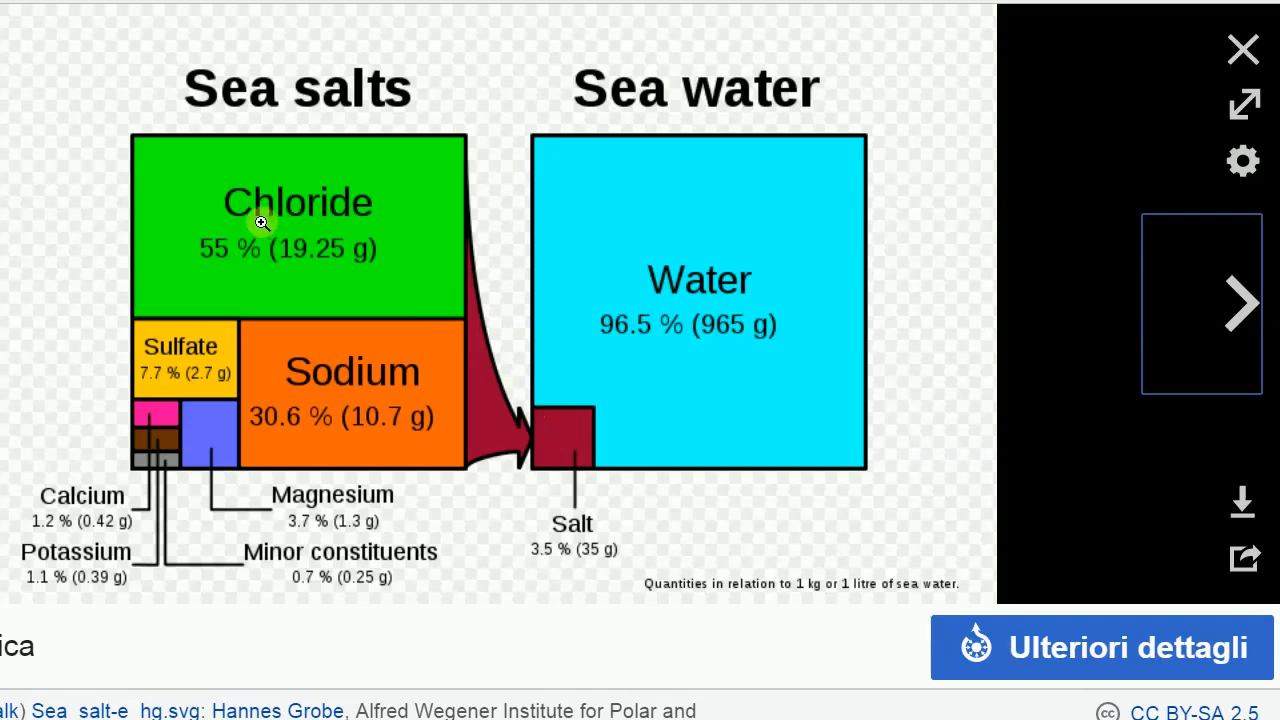 Sea salts
Sea water
Chloride
55 % (19.25 g)
Sulfate
7.7 % (2.7 g)
Sodium
30.6 % (10.7 g)
Water
96.5 % (965 g)
Calcium
1.2 % (0.42 g)
Magnesium
3.7 % (1.3 g)
Potassium
1.1 % (0.39 g)
Minor constituents
0.7 % (0.25 g)
Salt
3.5 % (35 g)
Quantities in relation to 1 kg or 1 litre of sea water.
ica
Ulteriori dettagli
alk) Sea_salt-e_hg.svg: Hannes Grobe, Alfred Wegener Institute for Polar and
cc CC BY-SA 2.5